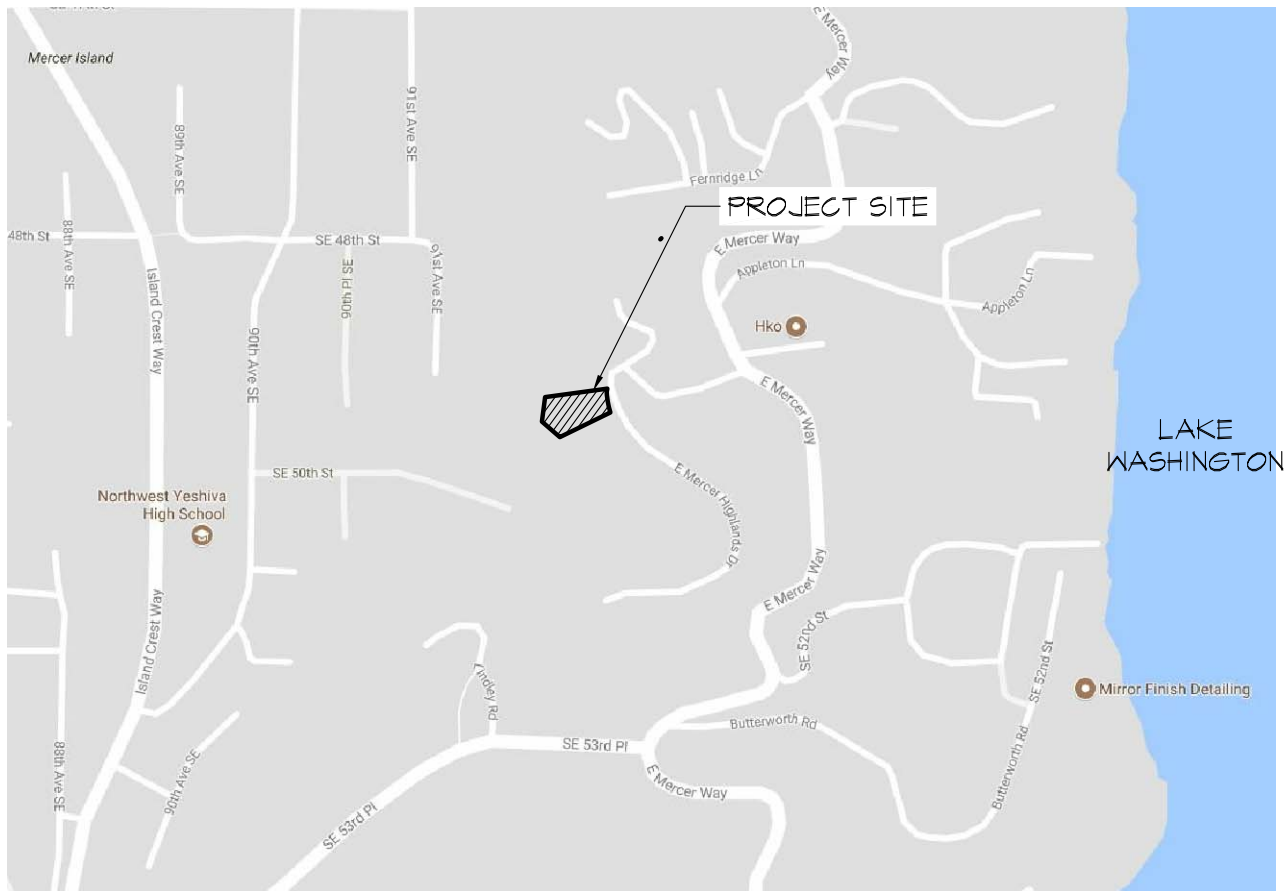 Mercer Island
E Mercer
Way
91st Ave SE
89th Ave SE
Fernridge Ln
PROJECT SITE
88th Ave SE
48th St
SE 48th St
E Mercer Way
91st Ave SE
90th Pl SE
Appleton Ln
Appleton Ln
Island Crest Way
Hko
90th Ave SE
E Mercer Way
LAKE
WASHINGTON
SE 50th St
E Mercer Highlands Dr
Northwest Yeshiva
High School
E Mercer Way
SE 52nd St
Island Crest Way
SE 52nd St
Lindley Rd
Mirror Finish Detailing
Butterworth Rd
SE 53rd Pl
Butterworth Rd
88th Ave SE
90th Ave SE
E Mercer Way
SE 53rd Pl